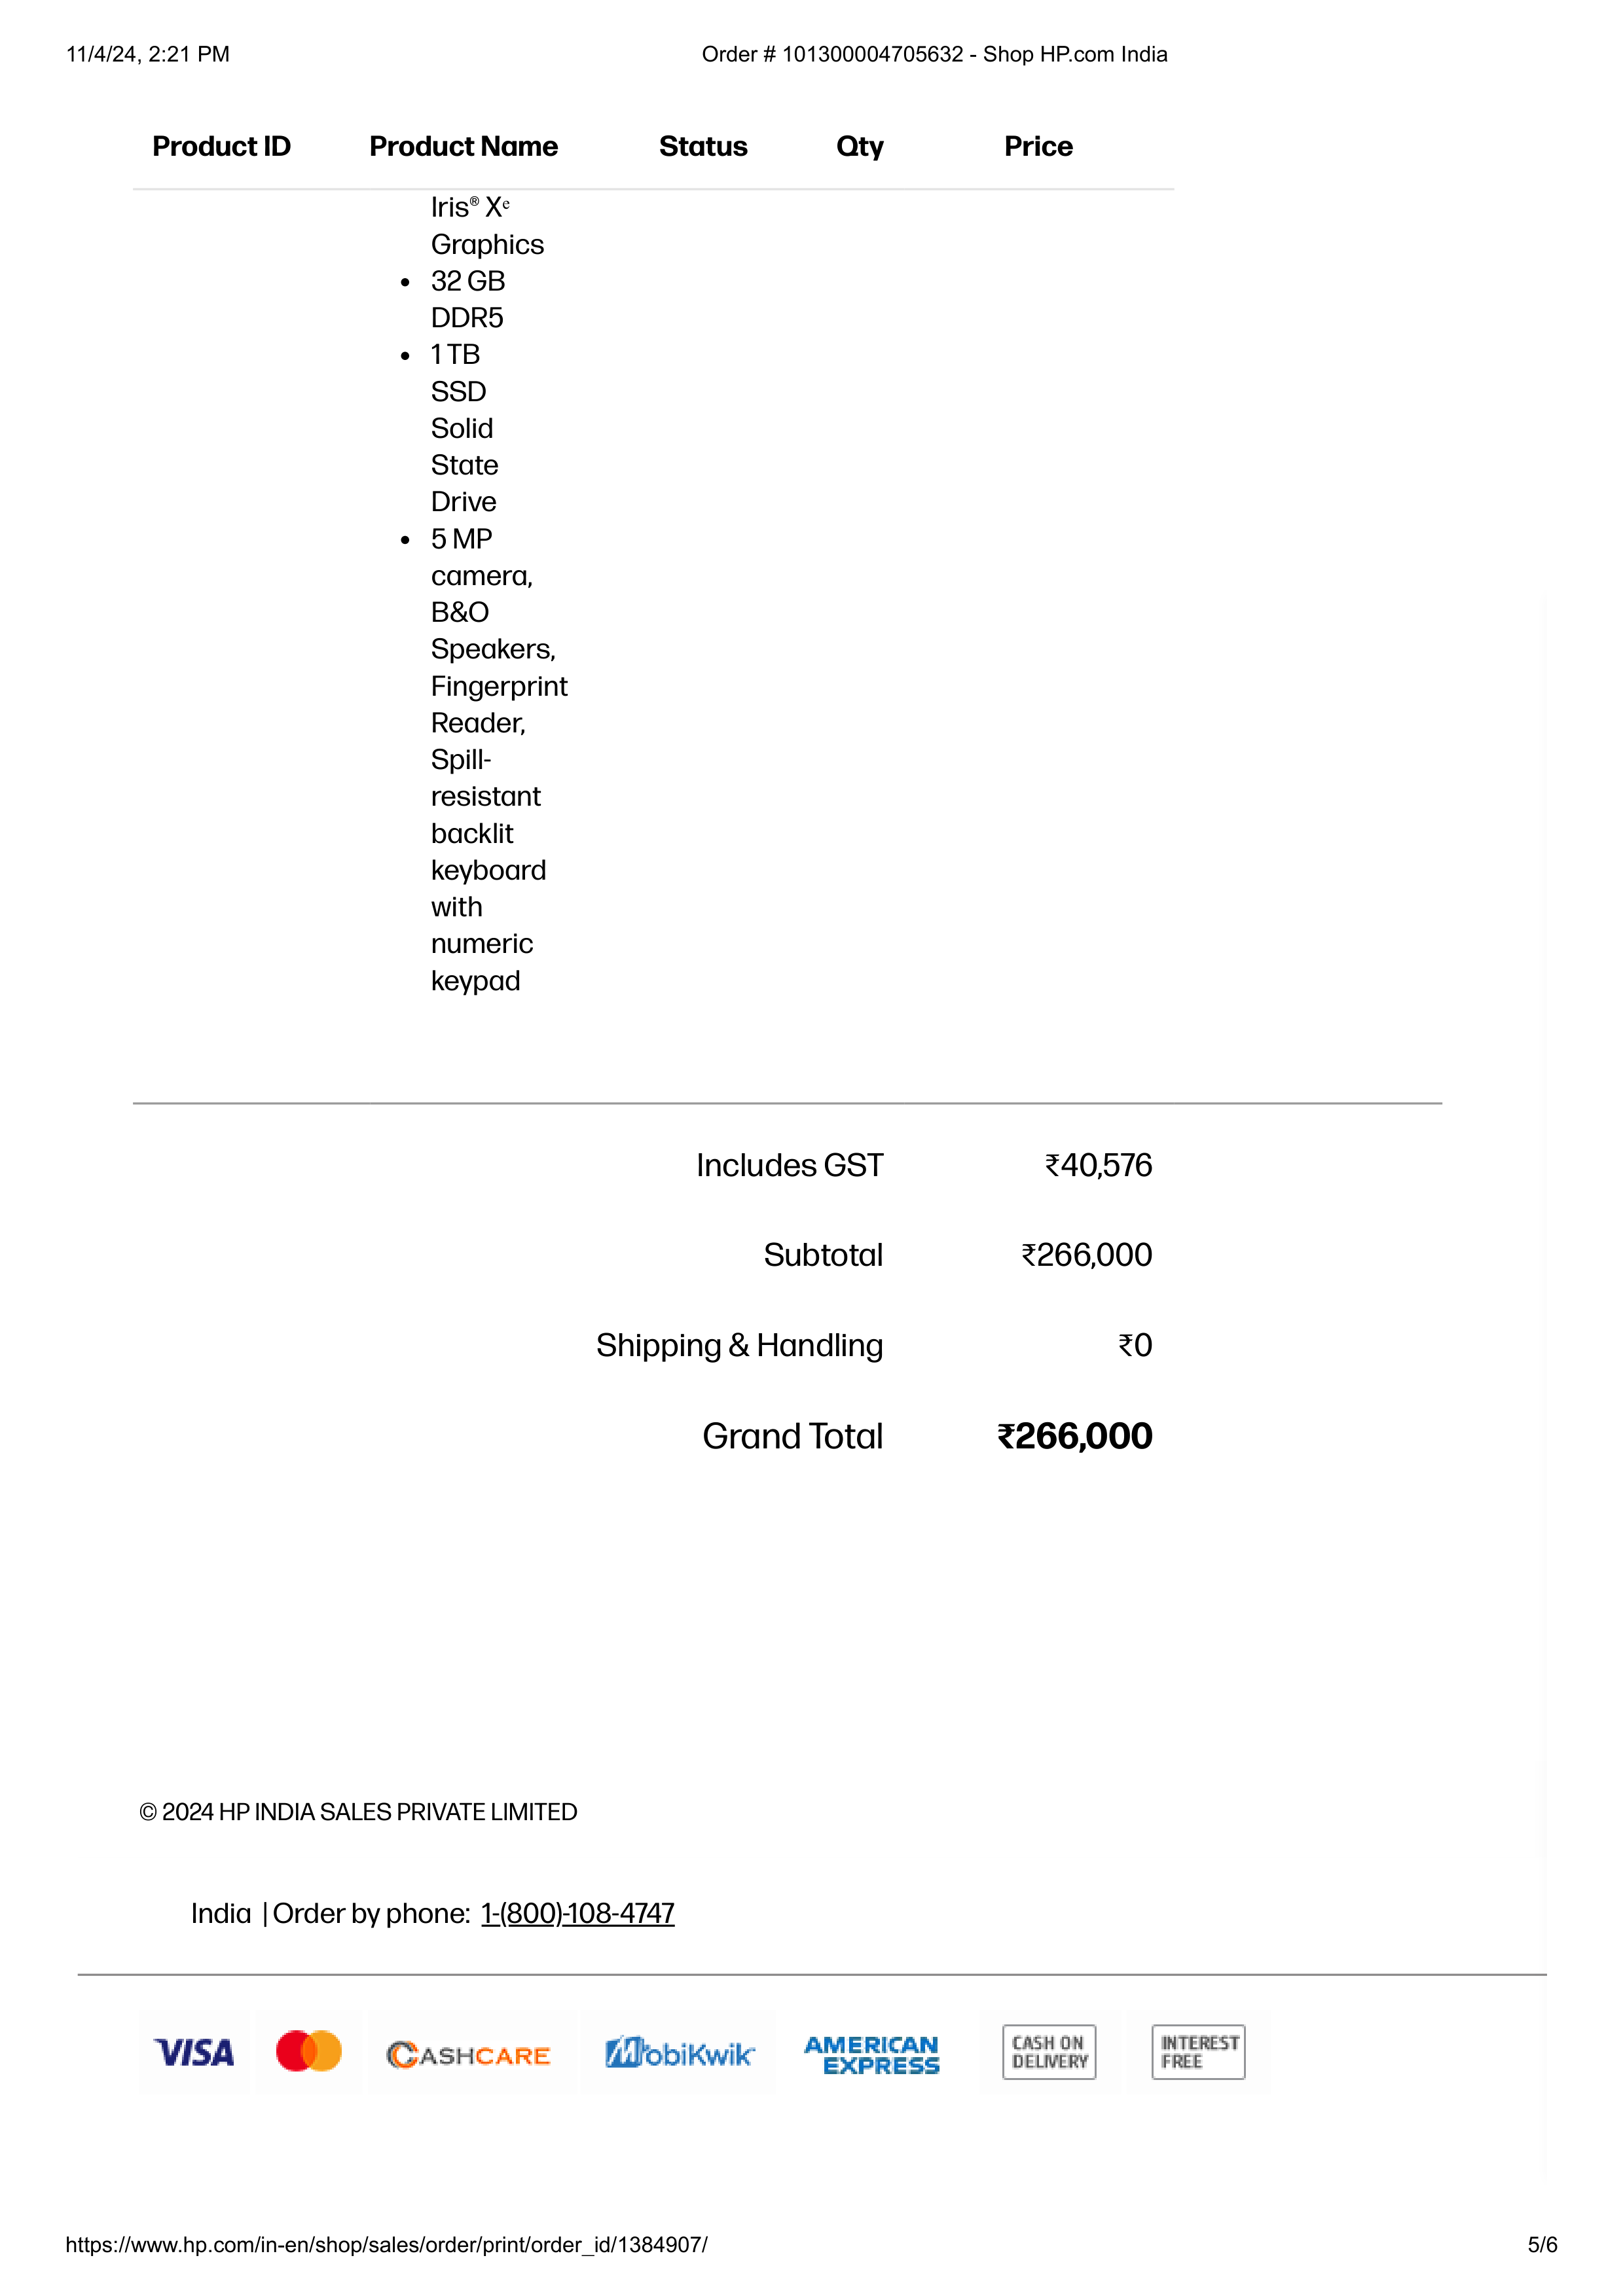 11/4/24, 2:21 PM
Order # 101300004705632 - Shop HP.com India
Product ID Product Name Status Qty Price
Iris® Xᵉ
Graphics
• 32 GB
DDR5
• 1 TB
SSD
Solid
State
Drive
• 5 MP
camera,
B&O
Speakers,
Fingerprint
Reader,
Spill-
resistant
backlit
keyboard
with
numeric
keypad
Includes GST ₹40,576
Subtotal ₹266,000
Shipping & Handling ₹0
Grand Total ₹266,000
© 2024 HP INDIA SALES PRIVATE LIMITED
India | Order by phone: 1-(800)-108-4747
VISA
CASHCARE
MobiKwik
AMERICAN
EXPRESS
CASH ON
DELIVERY
INTEREST
FREE
https://www.hp.com/in-en/shop/sales/order/print/order_id/1384907/
5/6